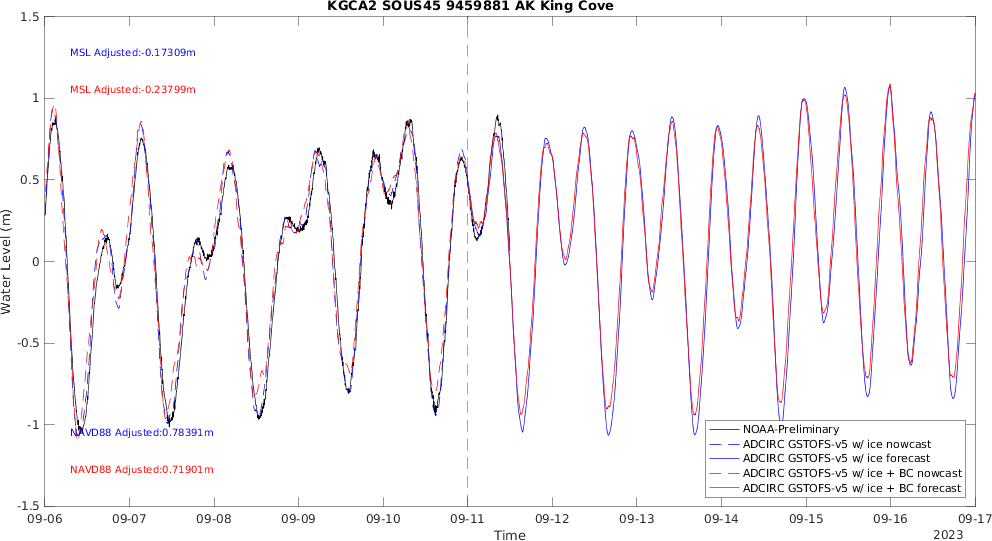 KGCA2 SOUS45 9459881 AK King Cove
MSL Adjusted:-0.17309m
MSL Adjusted:-0.23799m
NAVD88 Adjusted:0.78391m
NAVD88 Adjusted:0.71901m
Water Level (m)
1.5
1
0.5
0
-0.5
-1
-1.5
NOAA-Preliminary
ADCIRC GSTOFS-v5 w/ ice nowcast
ADCIRC GSTOFS-v5 w/ ice forecast
ADCIRC GSTOFS-v5 w/ ice + BC nowcast
ADCIRC GSTOFS-v5 w/ ice + BC forecast
09-06 09-07 09-08 09-09 09-10 09-11 09-12 09-13 09-14 09-15 09-16 09-17
Time
2023